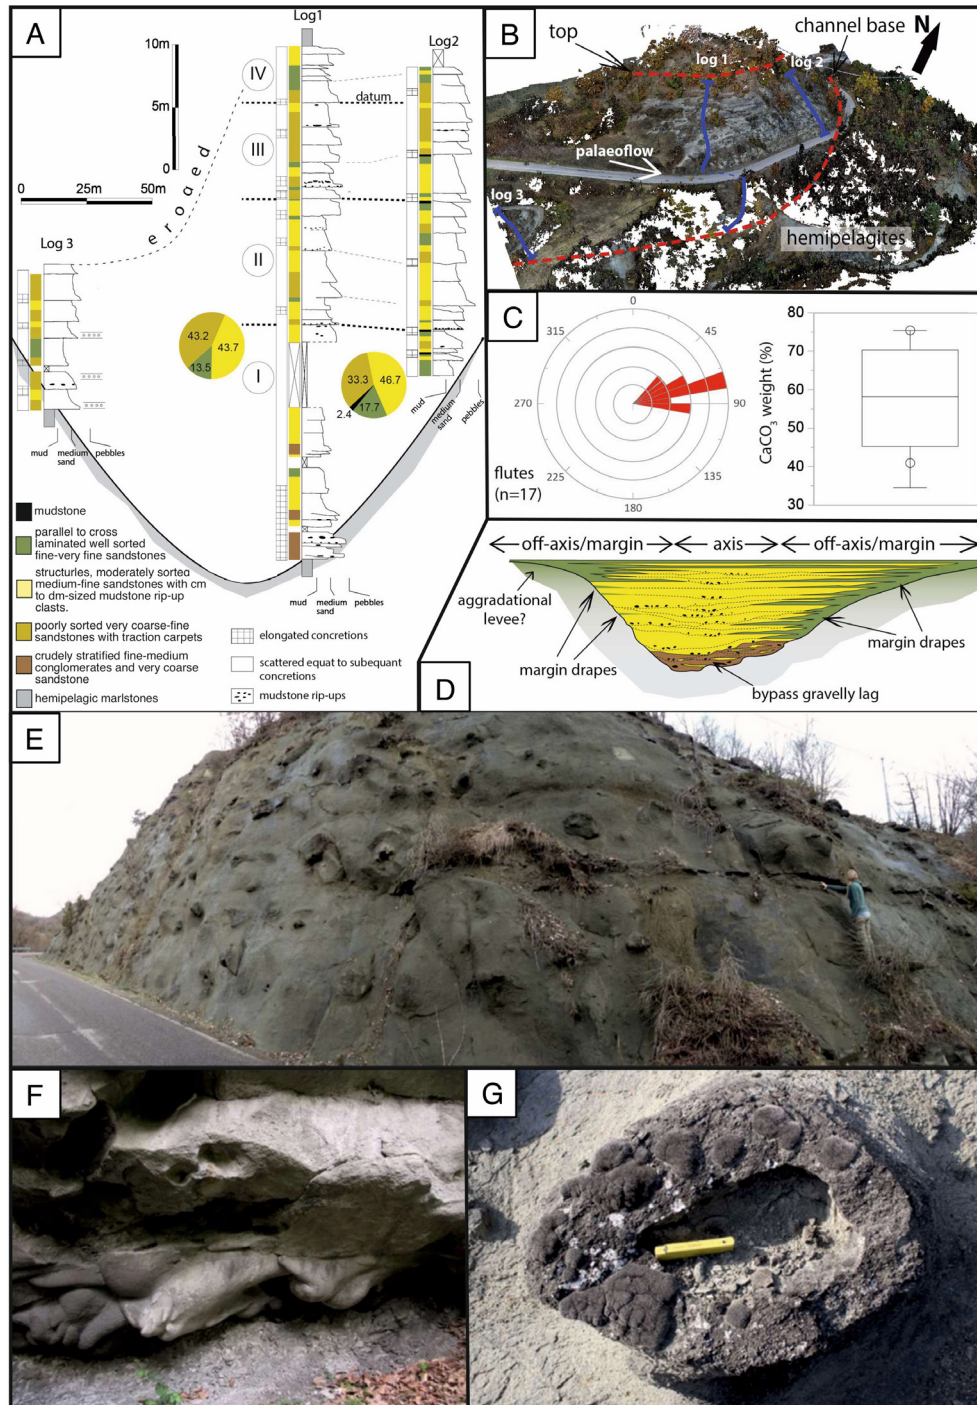 A
Log1
10m
5m
0
Log2
IV
datum
III
0 25m 50m
eroded
Log 3
II
43.2
43.7
13.5
I
33.3
46.7
2.4
17.7
mud
medium
sand
pebbles
mud
medium
sand
pebbles
mud
medium
sand
pebbles
mudstone
parallel to cross
laminated well sorted
fine-very fine sandstones
structures, moderately sorted
medium-fine sandstones with cm
to dm-sized mudstone rip-up
clasts.
poorly sorted very coarse-fine
sandstones with traction carpets
crudely stratified fine-medium
conglomerates and very coarse
sandstone
hemipelagic marlstones
elongated concretions
scattered equat to subequant
concretions
mudstone rip-ups
B
top
channel base
N
log 1
log 2
palaeoflow
log 3
hemipelagites
C
0
315
45
270
90
225
135
180
flutes
(n=17)
CaCO3 weight (%)
80
70
60
50
40
30
off-axis/margin
axis
off-axis/margin
aggradational
levee?
margin drapes
margin drapes
bypass gravelly lag
D
E
F
G